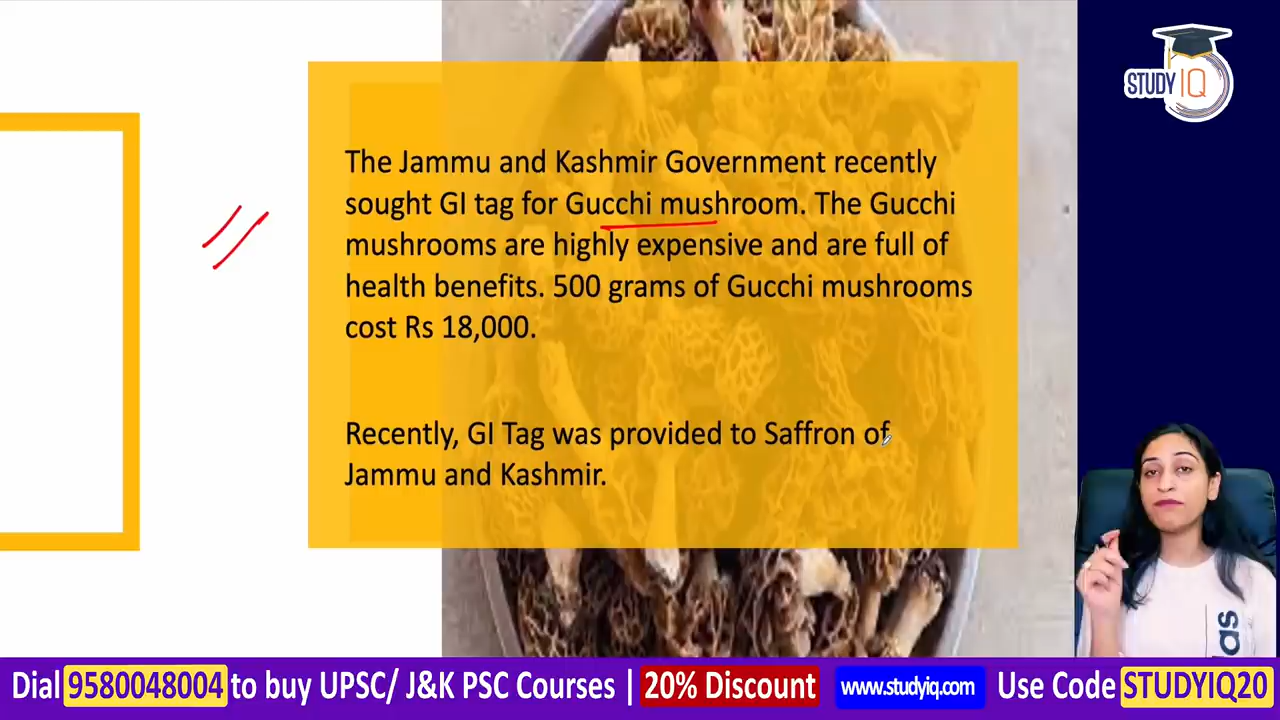 STUDY IQ
The Jammu and Kashmir Government recently
sought GI tag for Gucchi mushroom. The Gucchi
mushrooms are highly expensive and are full of
health benefits. 500 grams of Gucchi mushrooms
cost Rs 18,000.
Recently, GI Tag was provided to Saffron of
Jammu and Kashmir.
Dial 9580048004 to buy UPSC/ J&K PSC Courses | 20% Discount www.studyiq.com Use Code STUDYIQ20